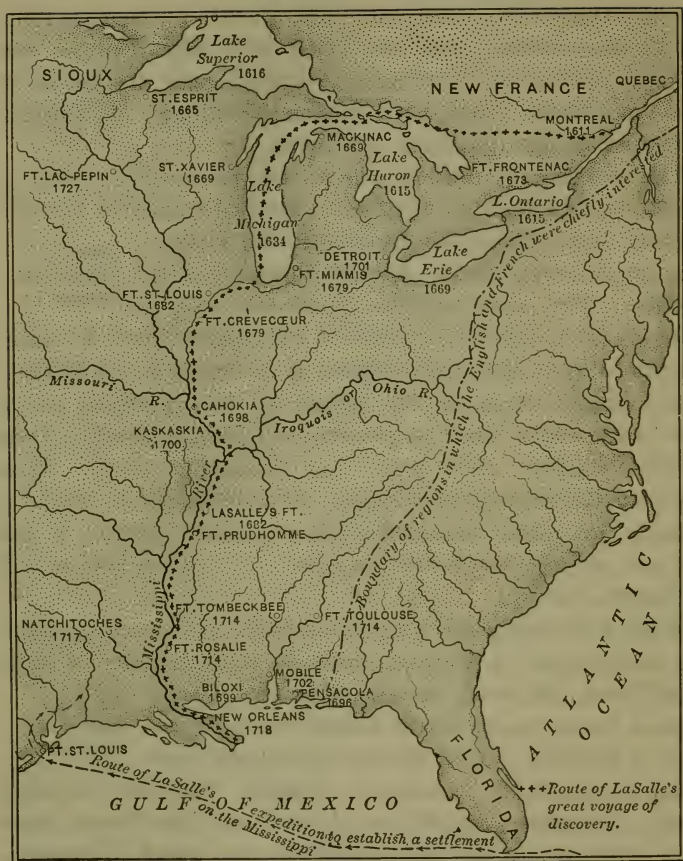 Lake
Superior
1616
SIOUX
NEW FRANCE
QUEBEC
ST. ESPRIT
1665
MONTREAL
1611
MACKINAC
1669
ST. XAVIER
1669
Lake
Huron
1615
FT. FRONTENAC
1673
FT. LAC-PEPIN
1727
L. Ontario
1615
Lake
Michigan
1634
DETROIT
1701
Lake
Erie
1669
FT. MIAMIS
1679
FT. ST. LOUIS
1682
FT. CRÈVECŒUR
1679
Missouri R.
CAHOKIA
1698
Iroquois or Ohio R.
KASKASKIA
1700
Mississippi River
LASALLE'S FT.
1682
FT. PRUDHOMME
Boundary of regions in which the English and French were chiefly interested
FT. TOMBECKBEE
1714
FT. TOULOUSE
1714
NATCHITOCHES
1717
FT. ROSALIE
1714
MOBILE
1702
BILOXI
1699
PENSACOLA
1696
NEW ORLEANS
1718
ATLANTIC
OCEAN
FT. ST. LOUIS
FLORIDA
Route of LaSalle's expedition to establish a settlement
on the Mississippi
GULF OF MEXICO
+++Route of LaSalle's
great voyage of
discovery.